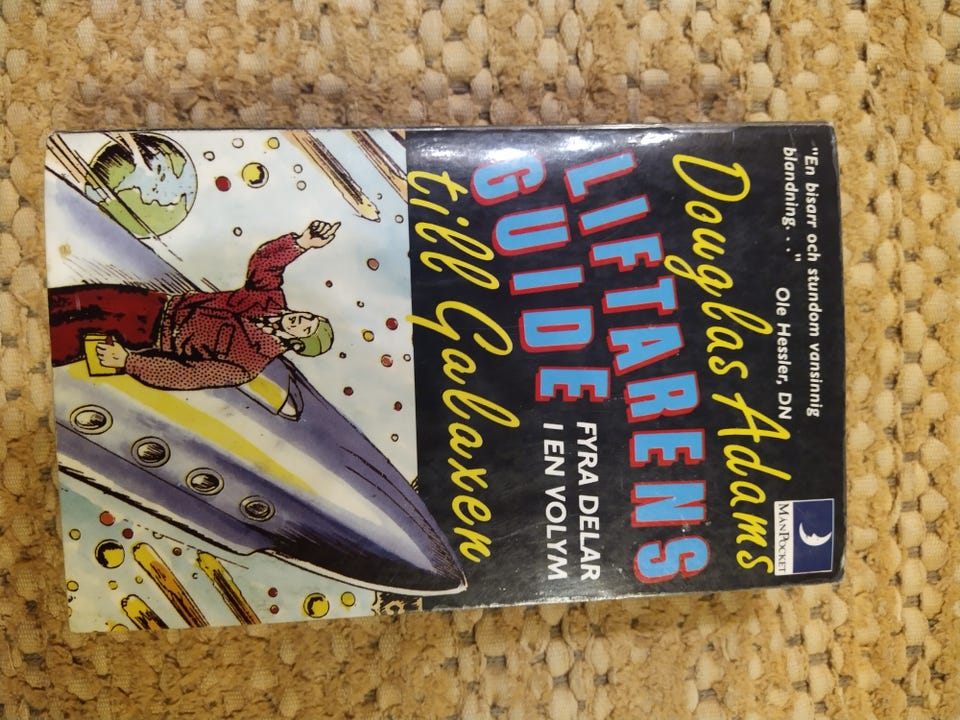 "En bisarr och stundom vansinnig
blandning. . ." Ole Hessler, DN
MånPocket
Douglas Adams
LIFTARENS
GUIDE
FYRA DELAR
I EN VOLYM
till Galaxen